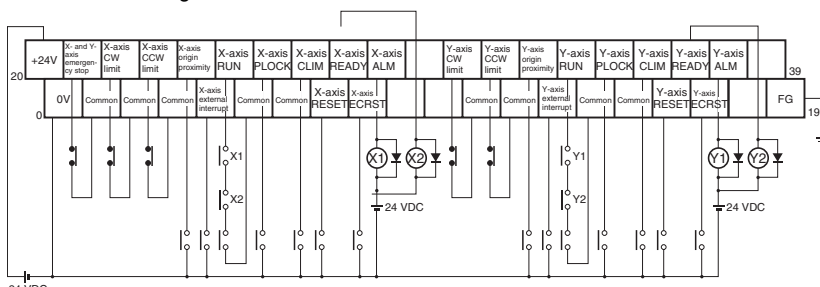 +24V
X- and Y-
axis
emergen-
cy stop
X-axis
CW
limit
X-axis
CCW
limit
X-axis
origin
proximity
X-axis
RUN
X-axis
PLOCK
X-axis
CLIM
X-axis
READY
X-axis
ALM
Y-axis
CW
limit
Y-axis
CCW
limit
Y-axis
origin
proximity
Y-axis
RUN
Y-axis
PLOCK
Y-axis
CLIM
Y-axis
READY
Y-axis
ALM
20
39
0V
Common
Common
Common
X-axis
external
interrupt
Common
Common
X-axis
RESET
X-axis
ECRST
Common
Common
Common
Y-axis
external
interrupt
Common
Common
Y-axis
RESET
Y-axis
ECRST
FG
0
19
X1
X2
X1
X2
24 VDC
Y1
Y2
Y1
Y2
24 VDC